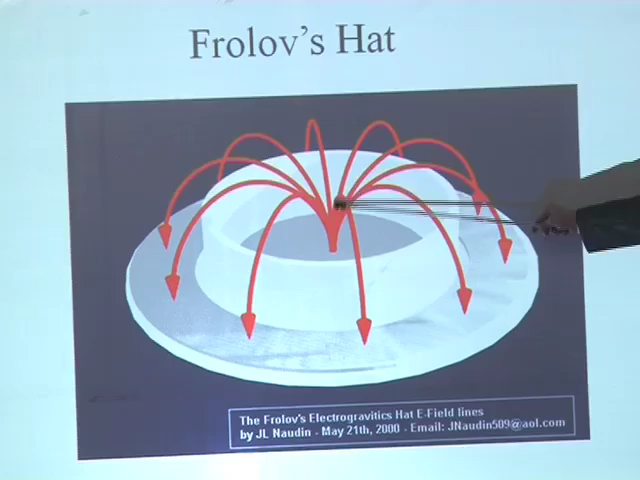 Frolov's Hat
The Frolov's Electrogravitics Hat E-Field lines
by JL Naudin - May 21th, 2000 - Email: JNaudin509@aol.com